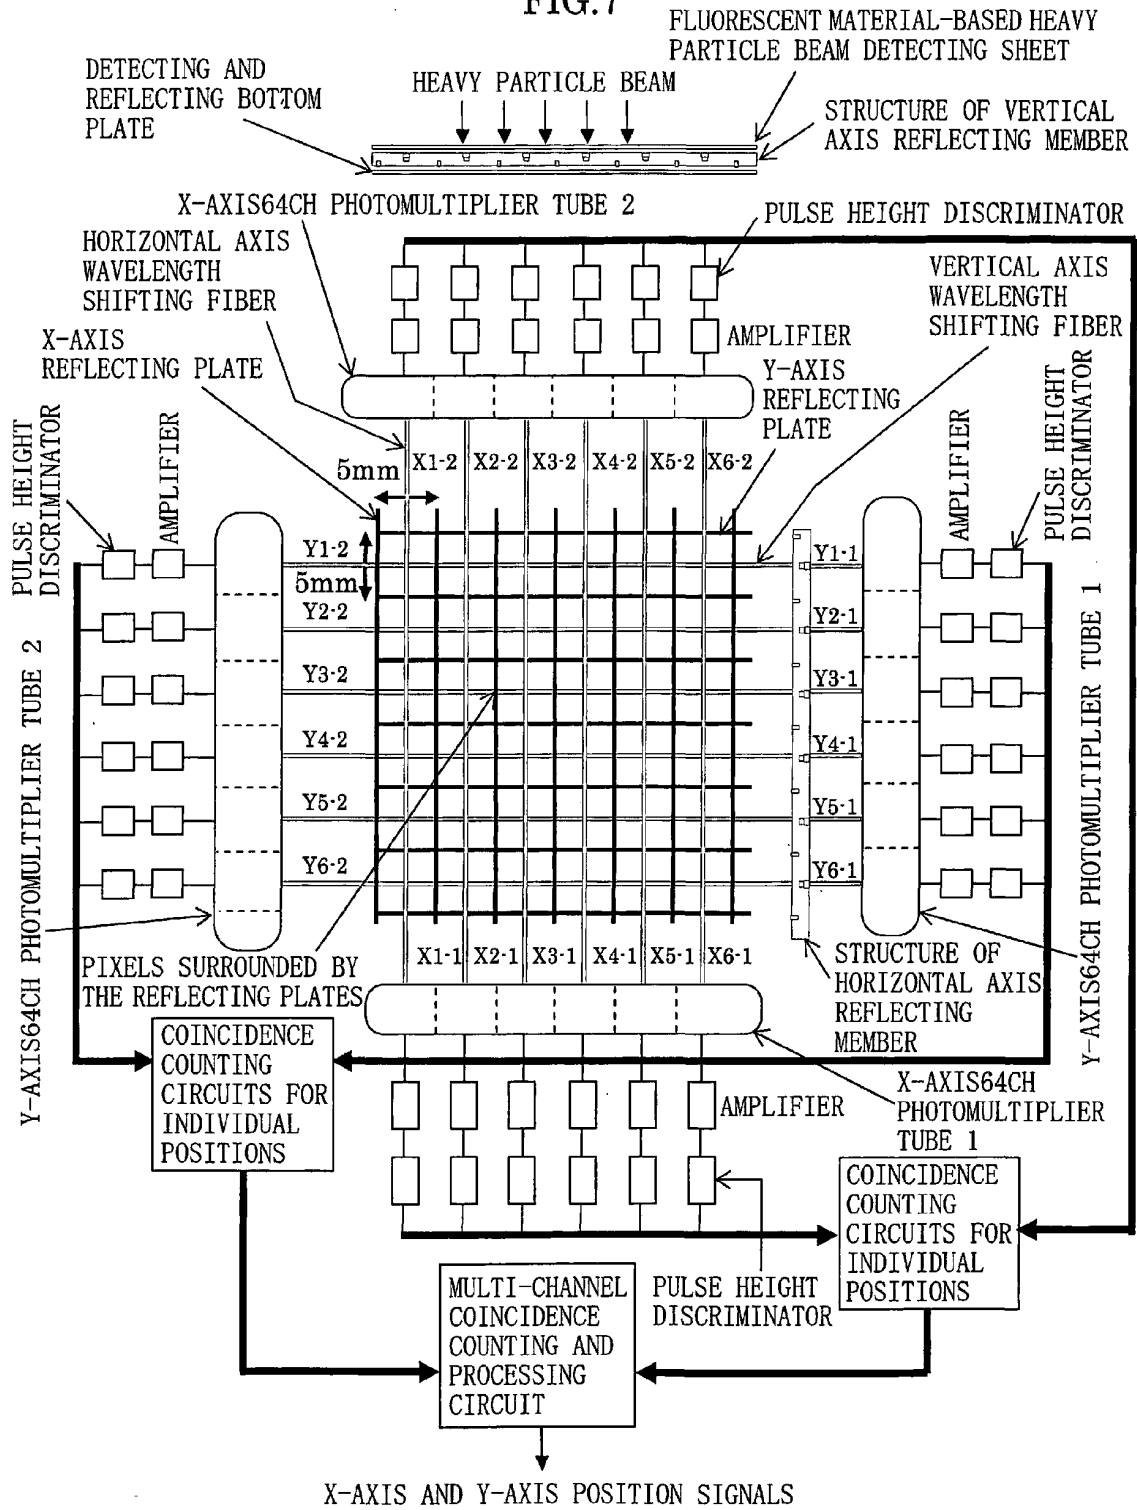 FIG.7
FLUORESCENT MATERIAL-BASED HEAVY
PARTICLE BEAM DETECTING SHEET
DETECTING AND
REFLECTING BOTTOM
PLATE
HEAVY PARTICLE BEAM
STRUCTURE OF VERTICAL
AXIS REFLECTING MEMBER
X-AXIS64CH PHOTOMULTIPLIER TUBE 2
PULSE HEIGHT DISCRIMINATOR
HORIZONTAL AXIS
WAVELENGTH
SHIFTING FIBER
VERTICAL AXIS
WAVELENGTH
SHIFTING FIBER
X-AXIS
REFLECTING PLATE
AMPLIFIER
Y-AXIS
REFLECTING
PLATE
PULSE HEIGHT
DISCRIMINATOR
AMPLIFIER
AMPLIFIER
PULSE HEIGHT
DISCRIMINATOR
X1-2 X2-2 X3-2 X4-2 X5-2 X6-2
5mm
5mm
Y1-2
Y2-2
Y3-2
Y4-2
Y5-2
Y6-2
Y1-1
Y2-1
Y3-1
Y4-1
Y5-1
Y6-1
Y-AXIS64CH PHOTOMULTIPLIER TUBE 2
Y-AXIS64CH PHOTOMULTIPLIER TUBE 1
X1-1 X2-1 X3-1 X4-1 X5-1 X6-1
PIXELS SURROUNDED BY
THE REFLECTING PLATES
STRUCTURE OF
HORIZONTAL AXIS
REFLECTING
MEMBER
COINCIDENCE
COUNTING
CIRCUITS FOR
INDIVIDUAL
POSITIONS
AMPLIFIER
X-AXIS64CH
PHOTOMULTIPLIER
TUBE 1
COINCIDENCE
COUNTING
CIRCUITS FOR
INDIVIDUAL
POSITIONS
PULSE HEIGHT
DISCRIMINATOR
MULTI-CHANNEL
COINCIDENCE
COUNTING AND
PROCESSING
CIRCUIT
X-AXIS AND Y-AXIS POSITION SIGNALS